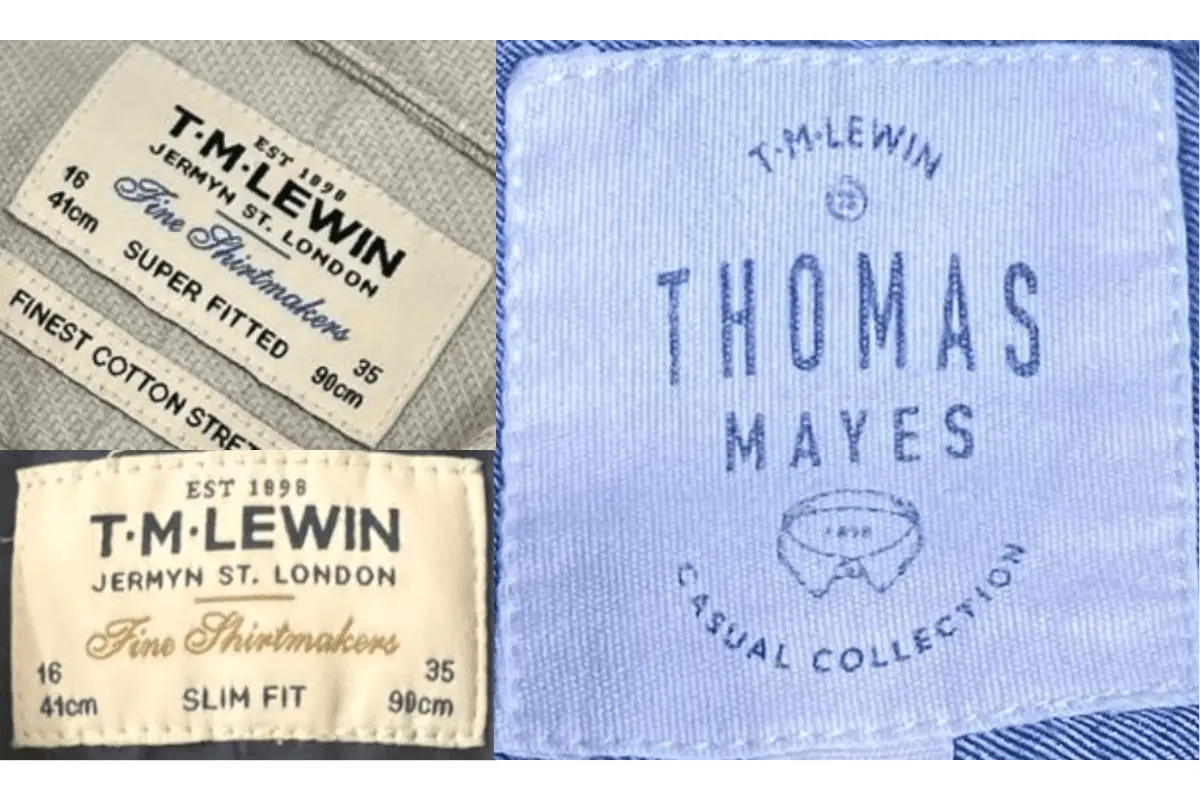 EST 1898
T·M·LEWIN
JERMYN ST. LONDON
Fine Shirtmakers
16 35
41cm 90cm
SUPER FITTED
FINEST COTTON
EST 1898
T·M·LEWIN
JERMYN ST. LONDON
Fine Shirtmakers
16 35
41cm SLIM FIT 90cm
T·M·LEWIN
THOMAS
MAYES
1898
CASUAL COLLECTION